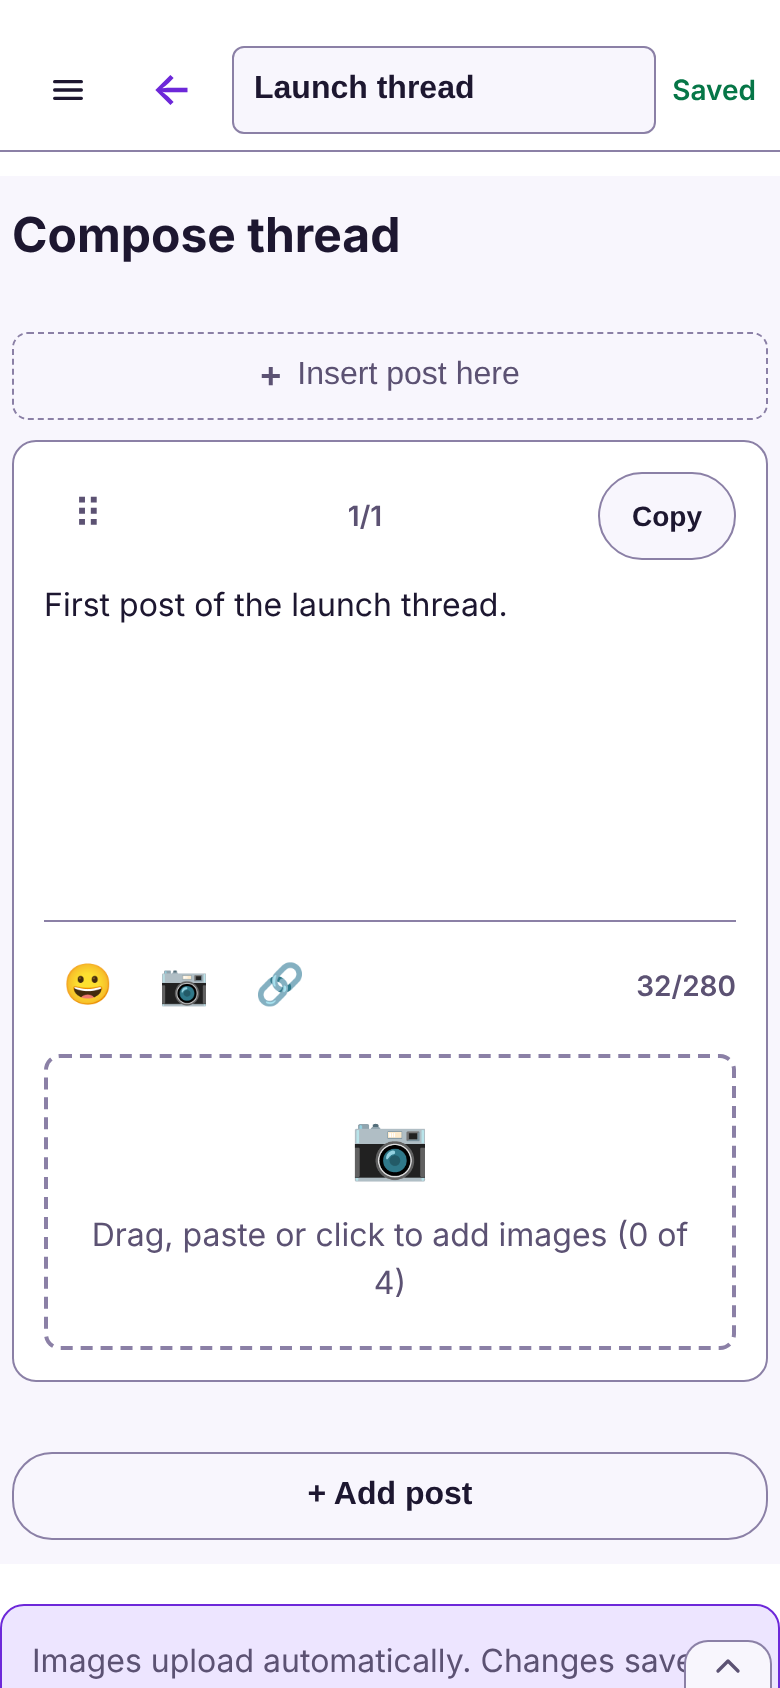 Launch thread
Saved
Compose thread
+ Insert post here
1/1
Copy
First post of the launch thread.
32/280
Drag, paste or click to add images (0 of
4)
+ Add post
Images upload automatically. Changes